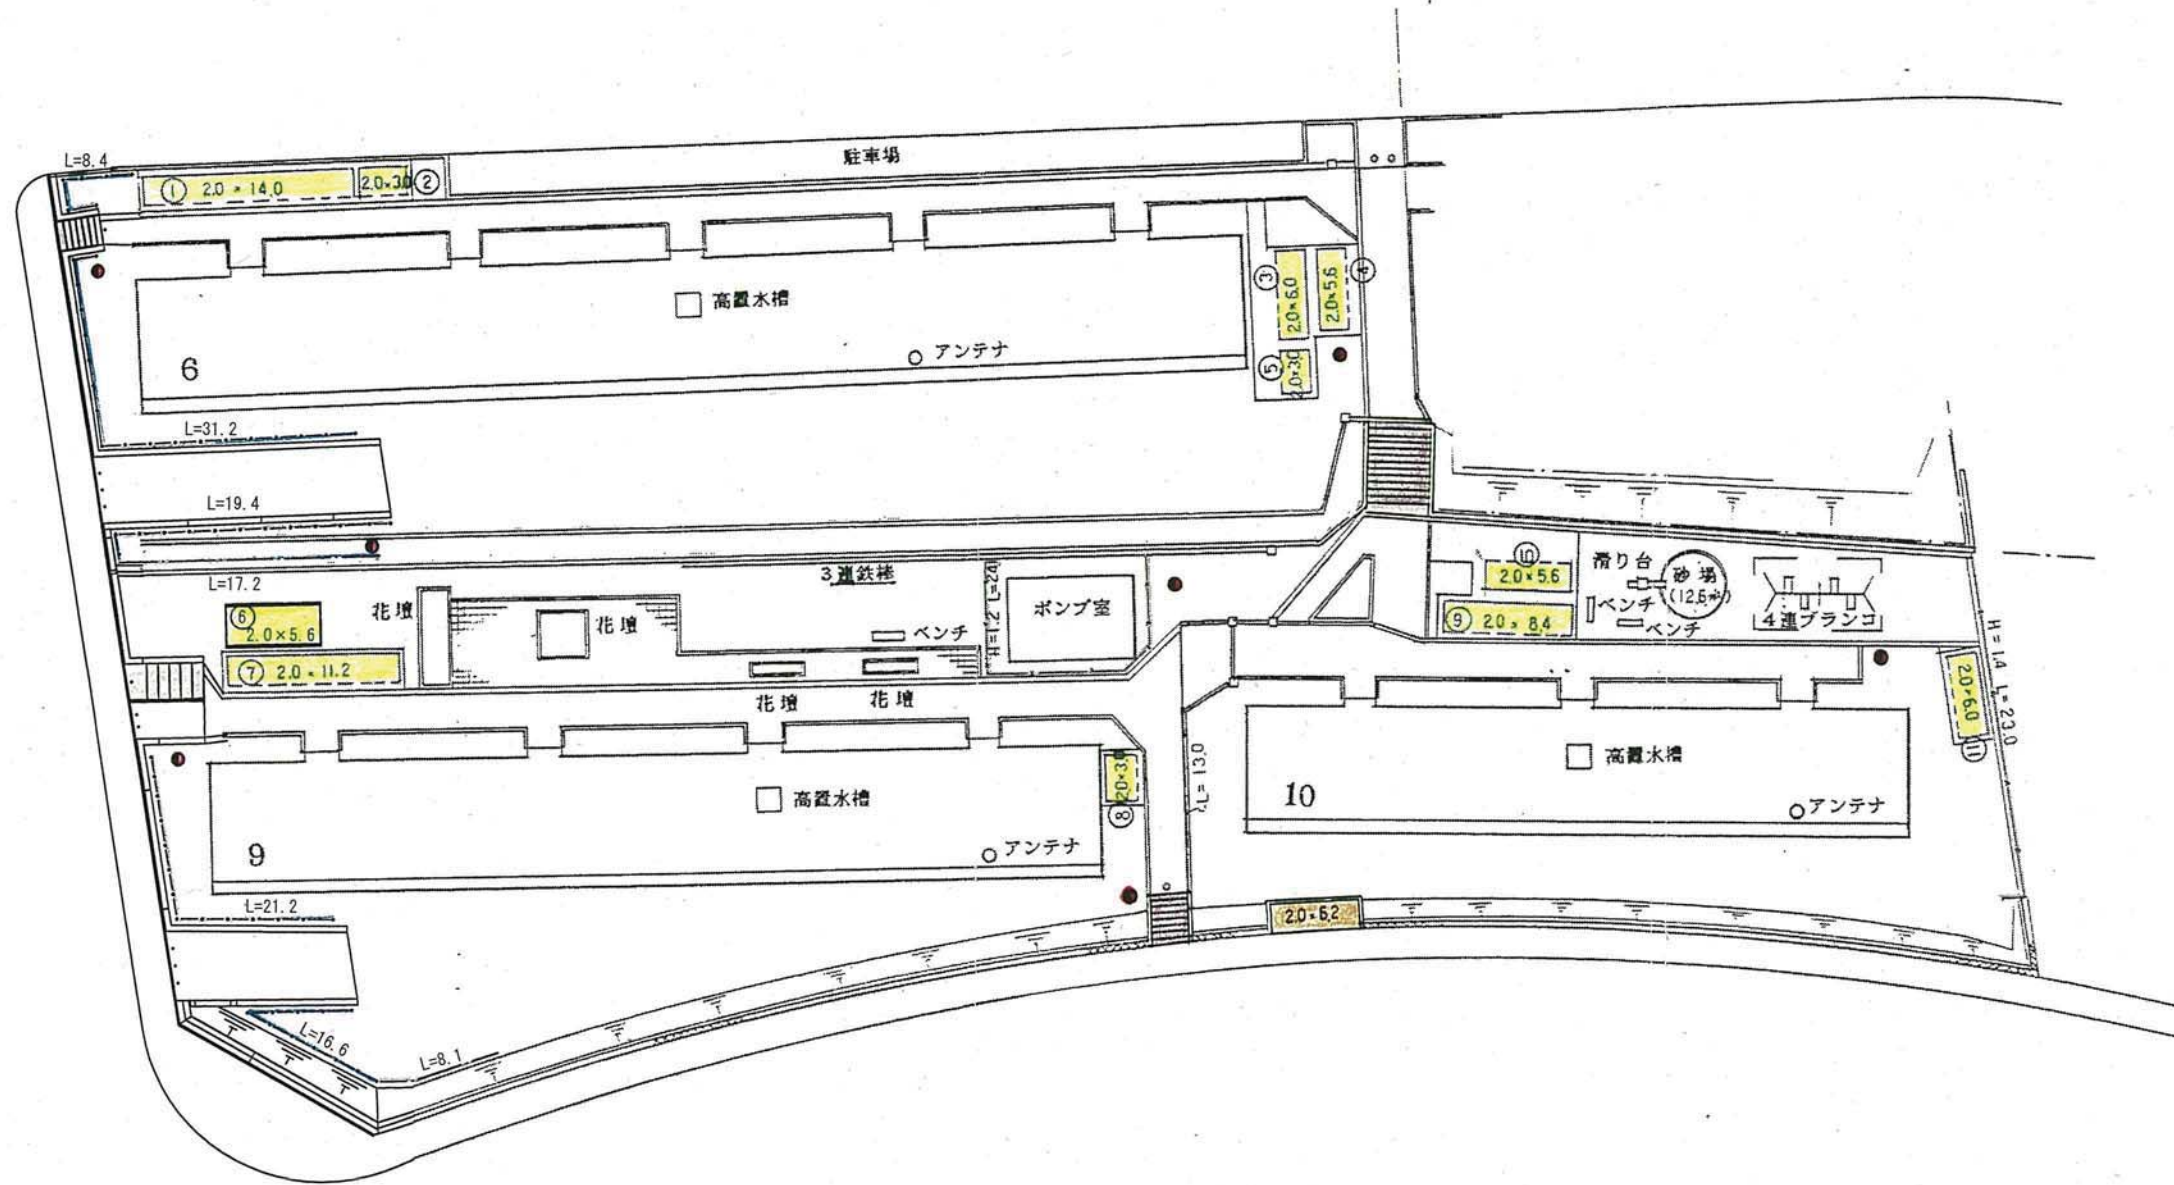 L=8.4
① 2.0×14.0
2.0×3.0 ②
駐車場
高置水槽
アンテナ
6
③ 2.0×6.0
2.0×5.6 ④
⑤ 2.0×3.0
L=31.2
L=19.4
L=17.2
⑥
2.0×5.6
⑦ 2.0×11.2
花壇
花壇
3連鉄棒
ベンチ
花壇
花壇
ポンプ室
⑩
2.0×5.6
⑨ 2.0×8.4
滑り台
砂場
(12.6㎡)
ベンチ
ベンチ
4連ブランコ
H=1.4 L=23.0
2.0×6.0
⑪
高置水槽
アンテナ
9
2.0×3.0
⑧
L=13.0
高置水槽
アンテナ
10
L=21.2
2.0×6.2
L=16.6
L=8.1